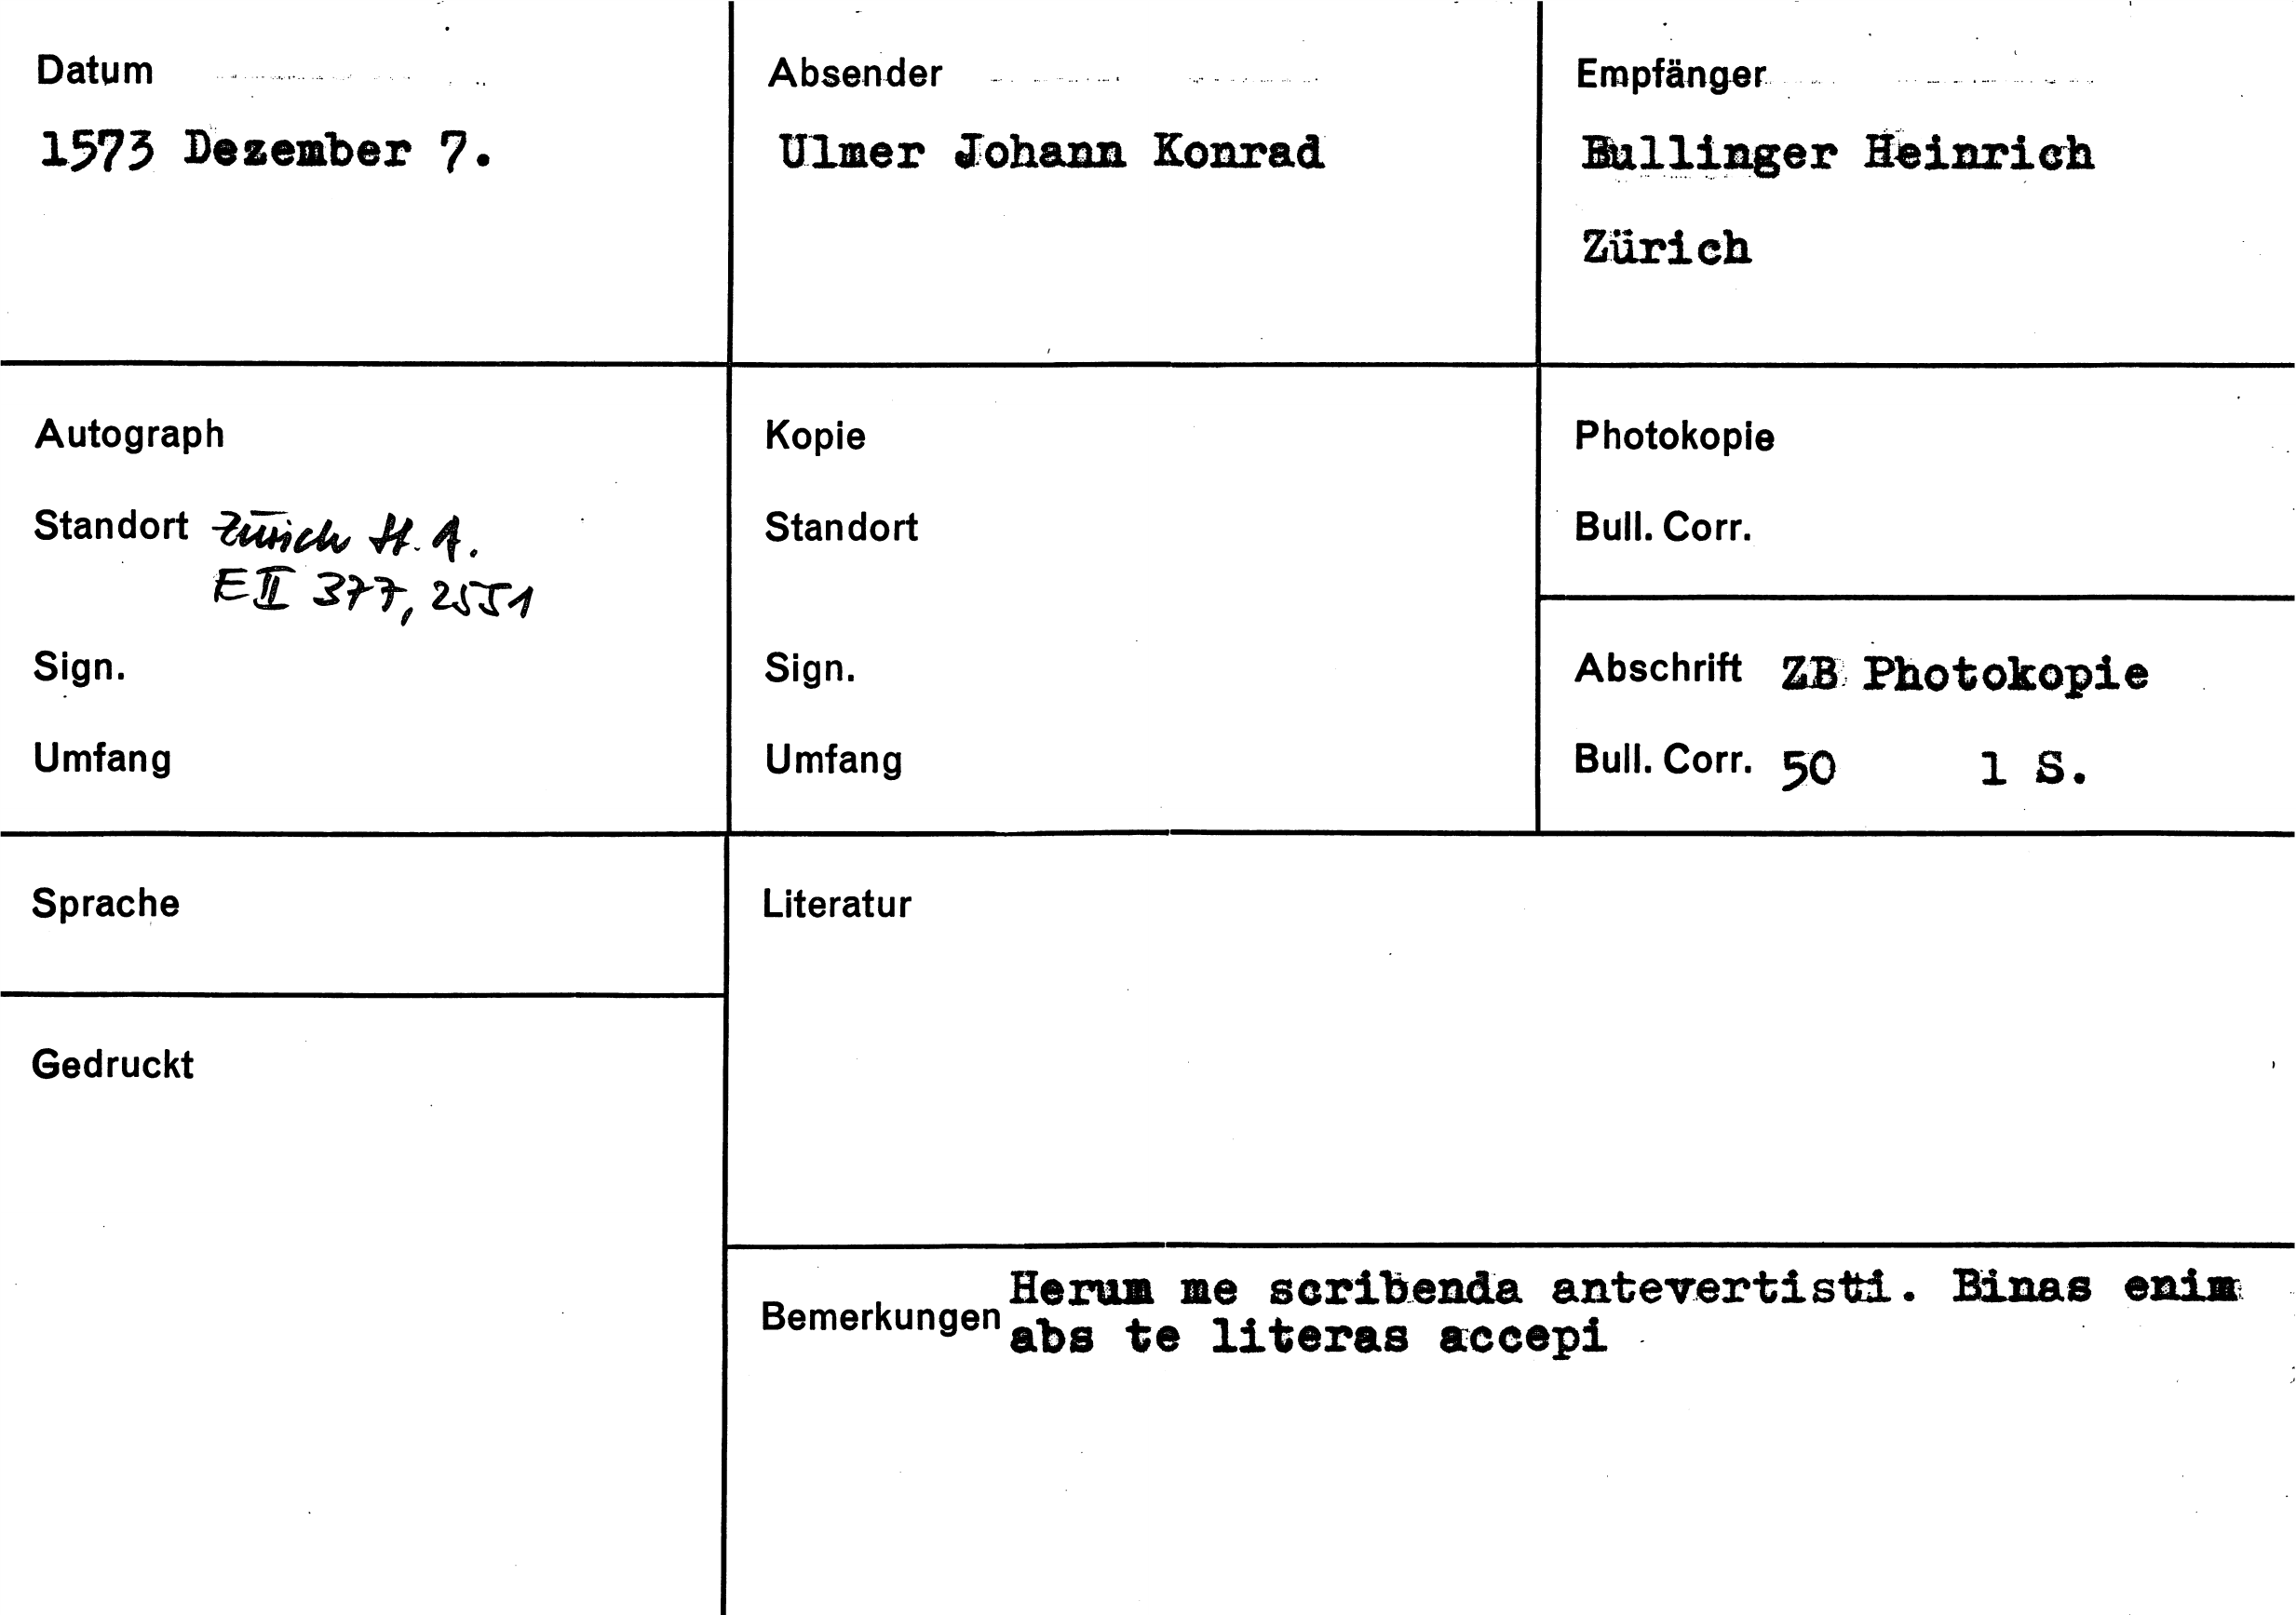 Datum
1573 Dezember 7.
Absender
Ulmer Johann Konrad
Empfänger
Bullinger Heinrich
Zürich
Autograph
Standort Zürich St. A.
E II 377, 2551
Sign.
Umfang
Kopie
Standort
Sign.
Umfang
Photokopie
Bull. Corr.
Abschrift ZB Photokopie
Bull. Corr. 50 1 S.
Sprache
Gedruckt
Literatur
Bemerkungen
Herum me scribenda antevertisti. Binas enim
abs te literas accepi